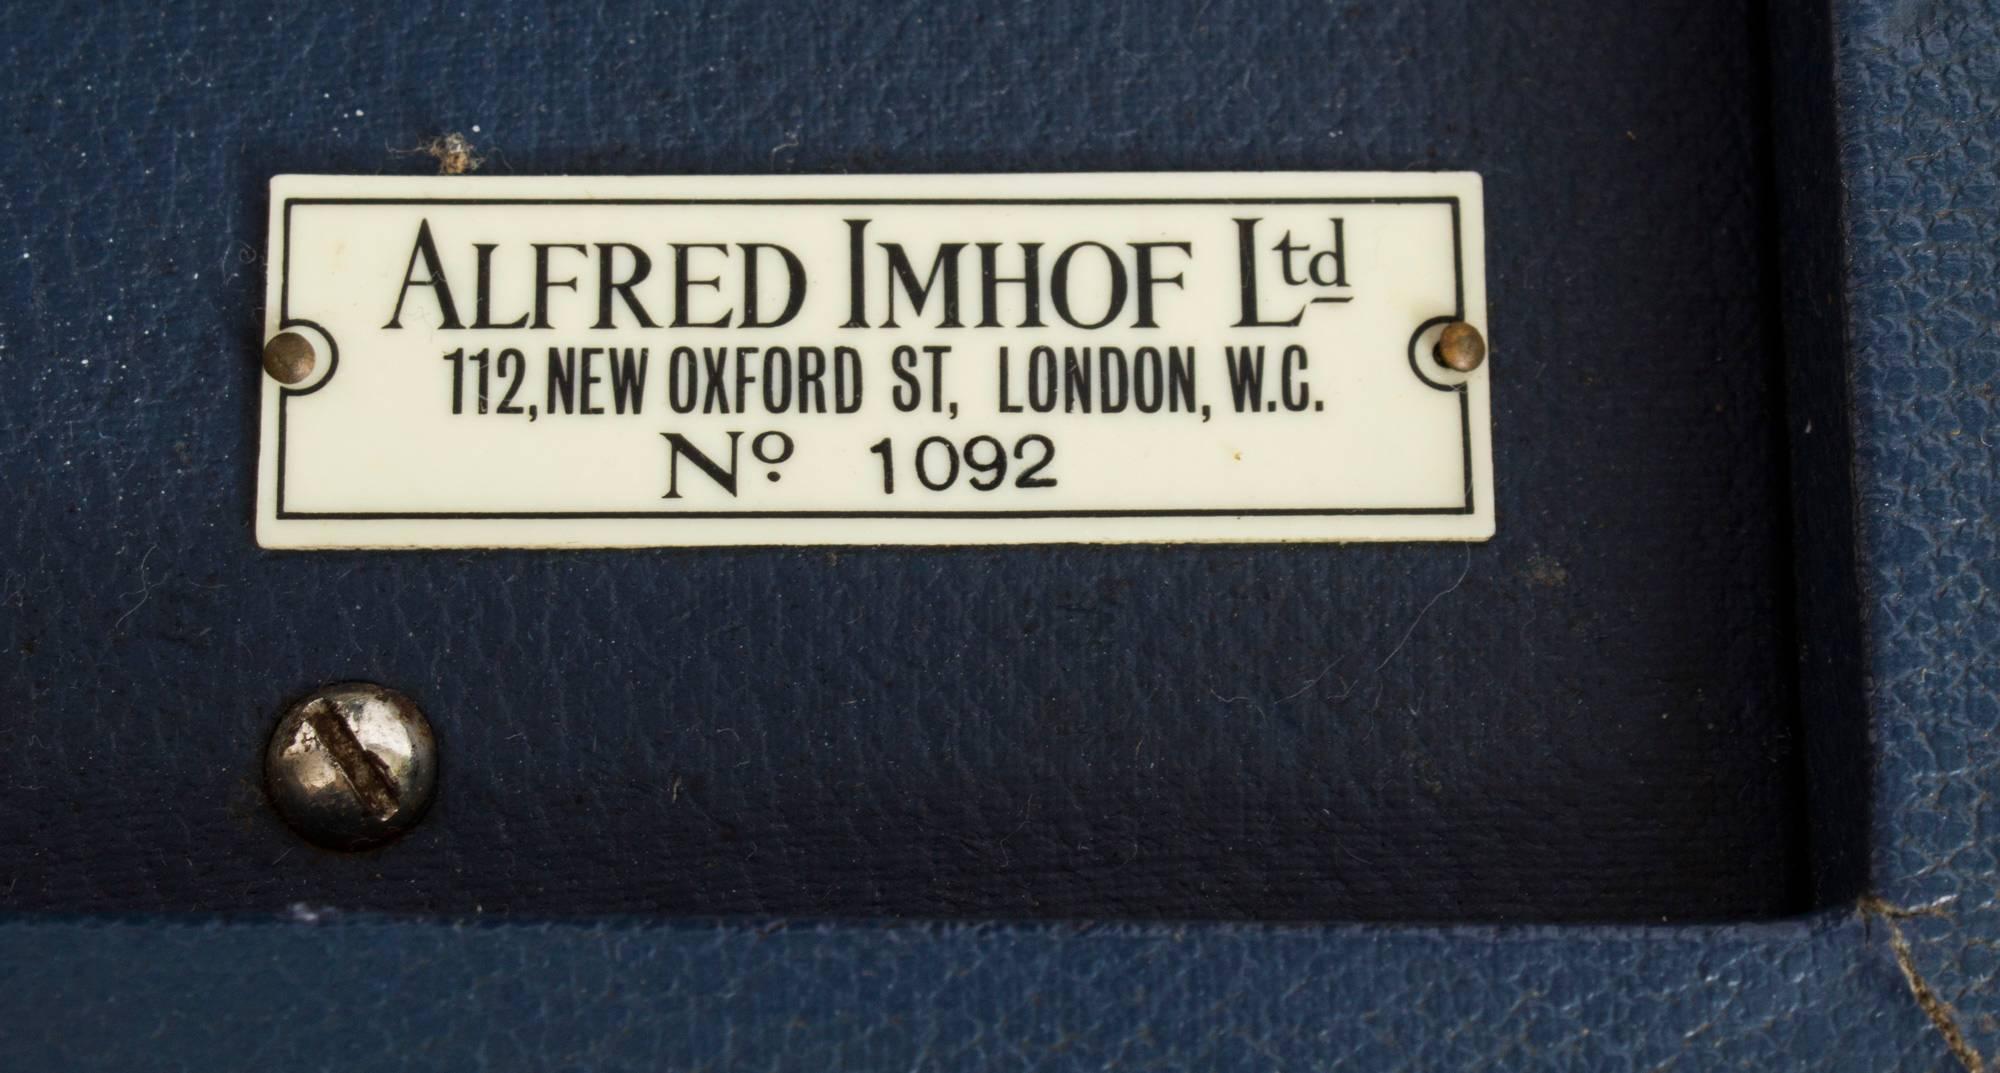 ALFRED IMHOF Ltd
112, NEW OXFORD ST, LONDON, W.C.
Nº 1092